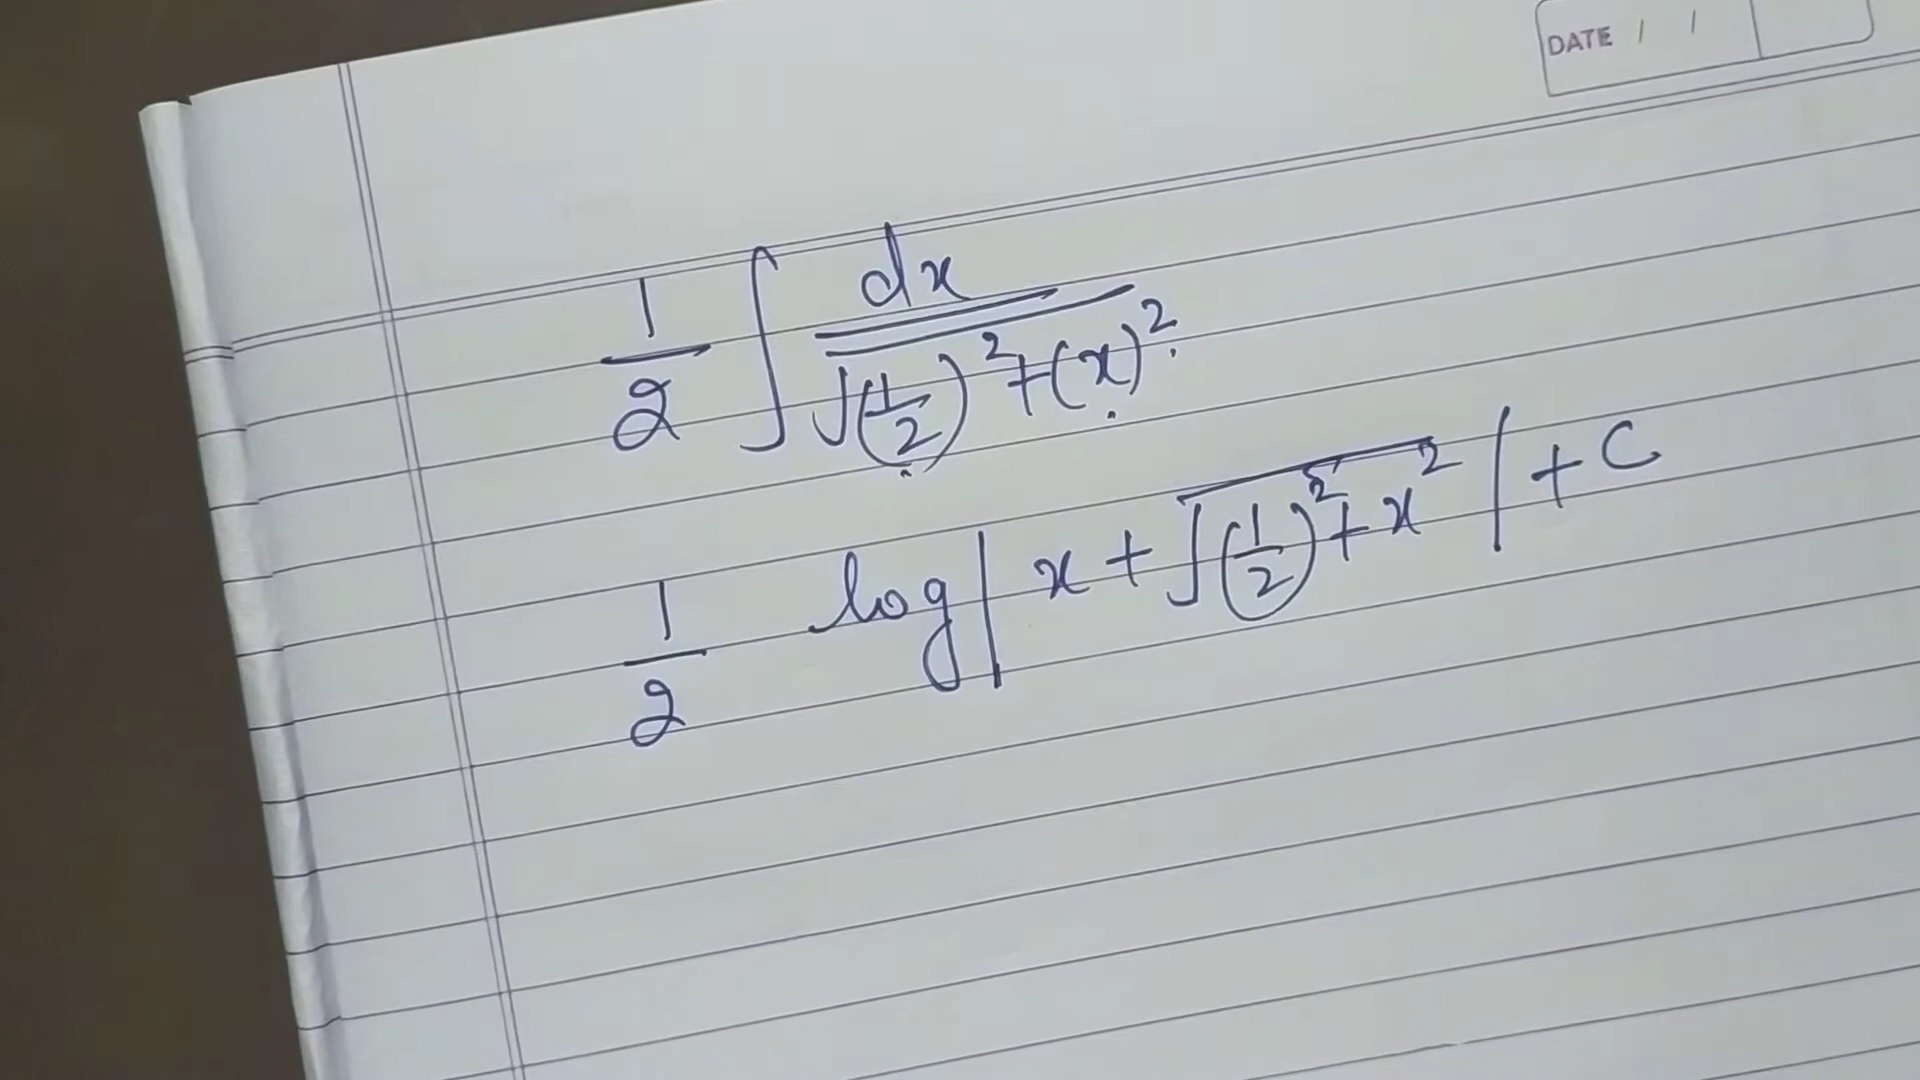 DATE / /
1/2 ∫ dx / √((1/2)² + (x)²)
1/2 log | x + √((1/2)² + x²) | + C